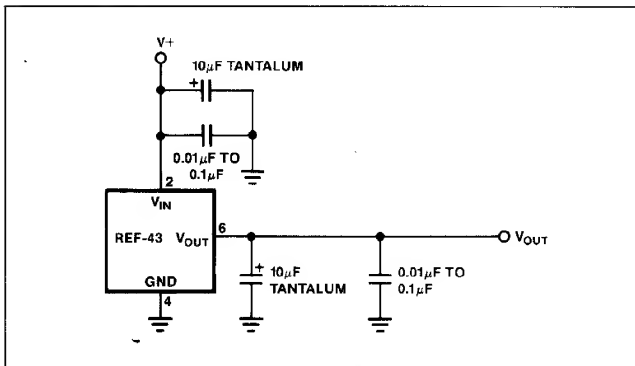 V+
+ 10μF TANTALUM
0.01μF TO
0.1μF
2
VIN
REF-43 VOUT
6
VOUT
GND
4
+ 10μF
TANTALUM
0.01μF TO
0.1μF